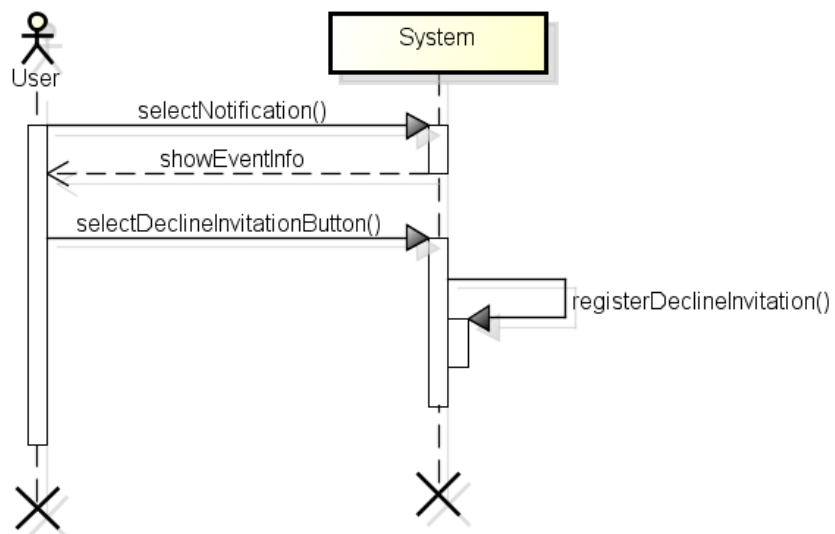 User
System
selectNotification()
showEventInfo
selectDeclineInvitationButton()
registerDeclineInvitation()